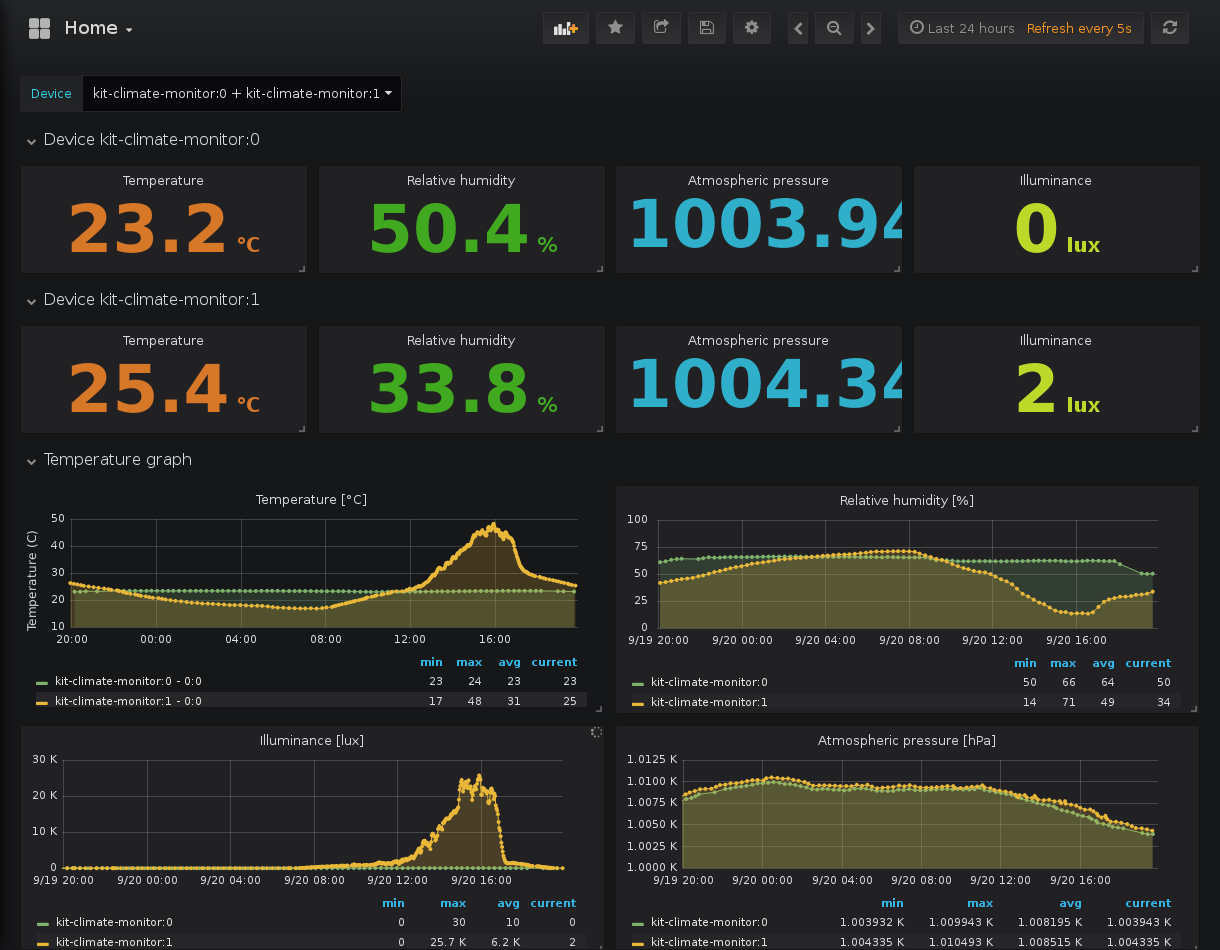 Home
Last 24 hours Refresh every 5s
Device kit-climate-monitor:0 + kit-climate-monitor:1
Device kit-climate-monitor:0
Temperature Relative humidity Atmospheric pressure Illuminance
23.2 °C 50.4 % 1003.94 0 lux
Device kit-climate-monitor:1
Temperature Relative humidity Atmospheric pressure Illuminance
25.4 °C 33.8 % 1004.34 2 lux
Temperature graph
Temperature [°C]
Temperature (C)
50
40
30
20
10
20:00 00:00 04:00 08:00 12:00 16:00
min max avg current
kit-climate-monitor:0 - 0:0 23 24 23 23
kit-climate-monitor:1 - 0:0 17 48 31 25
Relative humidity [%]
100
75
50
25
0
9/19 20:00 9/20 00:00 9/20 04:00 9/20 08:00 9/20 12:00 9/20 16:00
min max avg current
kit-climate-monitor:0 50 66 64 50
kit-climate-monitor:1 14 71 49 34
Illuminance [lux]
30 K
20 K
10 K
0
9/19 20:00 9/20 00:00 9/20 04:00 9/20 08:00 9/20 12:00 9/20 16:00
min max avg current
kit-climate-monitor:0 0 30 10 0
kit-climate-monitor:1 0 25.7 K 6.2 K 2
Atmospheric pressure [hPa]
1.0125 K
1.0100 K
1.0075 K
1.0050 K
1.0025 K
1.0000 K
9/19 20:00 9/20 00:00 9/20 04:00 9/20 08:00 9/20 12:00 9/20 16:00
min max avg current
kit-climate-monitor:0 1.003932 K 1.009943 K 1.008195 K 1.003943 K
kit-climate-monitor:1 1.004335 K 1.010493 K 1.008515 K 1.004335 K